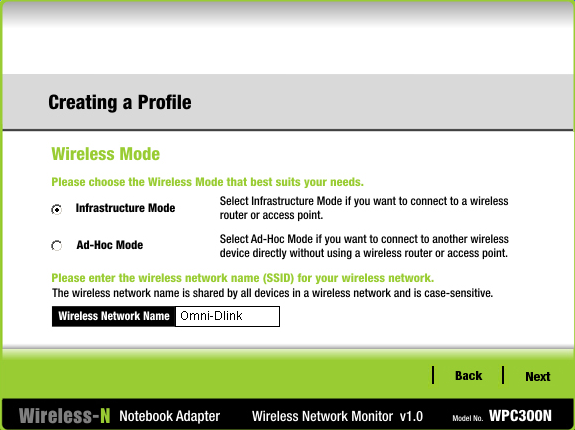 Creating a Profile
Wireless Mode
Please choose the Wireless Mode that best suits your needs.
Infrastructure Mode
Select Infrastructure Mode if you want to connect to a wireless
router or access point.
Ad-Hoc Mode
Select Ad-Hoc Mode if you want to connect to another wireless
device directly without using a wireless router or access point.
Please enter the wireless network name (SSID) for your wireless network.
The wireless network name is shared by all devices in a wireless network and is case-sensitive.
Wireless Network Name Omni-Dlink
Back Next
Wireless-N Notebook Adapter Wireless Network Monitor v1.0 Model No. WPC300N